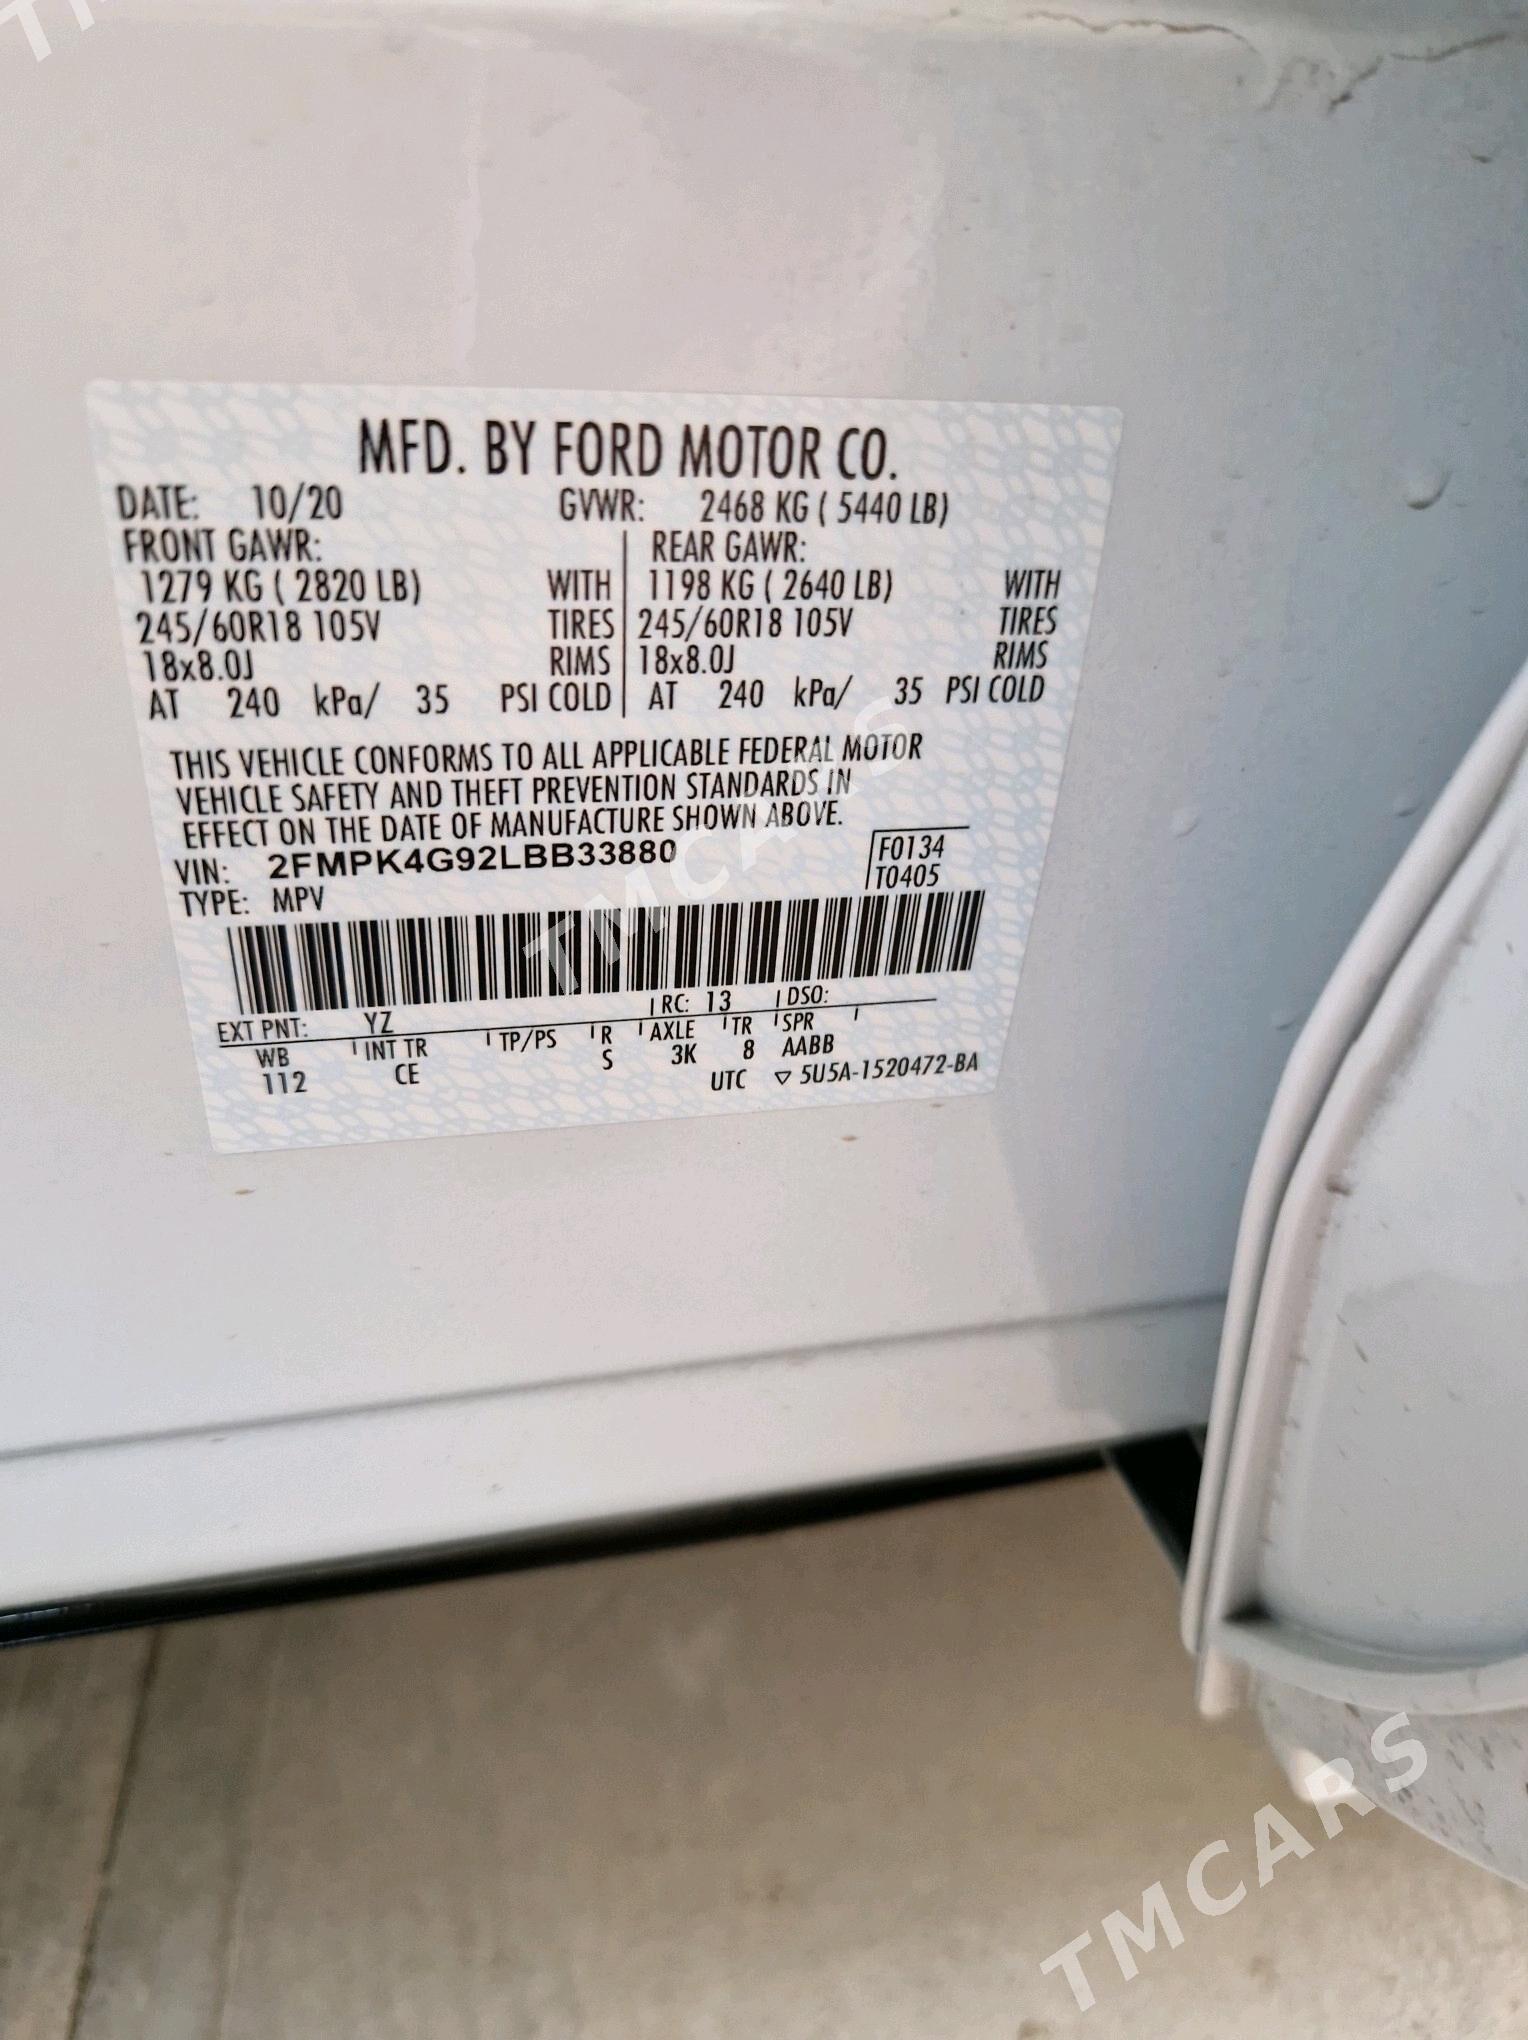 MFD. BY FORD MOTOR CO.
DATE: 10/20 GVWR: 2468 KG ( 5440 LB)
FRONT GAWR: REAR GAWR:
1279 KG ( 2820 LB) WITH 1198 KG ( 2640 LB) WITH
245/60R18 105V TIRES 245/60R18 105V TIRES
18x8.0J RIMS 18x8.0J RIMS
AT 240 kPa/ 35 PSI COLD AT 240 kPa/ 35 PSI COLD
THIS VEHICLE CONFORMS TO ALL APPLICABLE FEDERAL MOTOR
VEHICLE SAFETY AND THEFT PREVENTION STANDARDS IN
EFFECT ON THE DATE OF MANUFACTURE SHOWN ABOVE.
VIN: 2FMPK4G92LBB33880 F0134
TYPE: MPV T0405
TMCARS
EXT PNT: YZ RC: 13 DSO:
WB INT TR TP/PS R AXLE TR SPR
112 CE S 3K 8 AABB
UTC ▽ 5U5A-1520472-BA
TMCARS